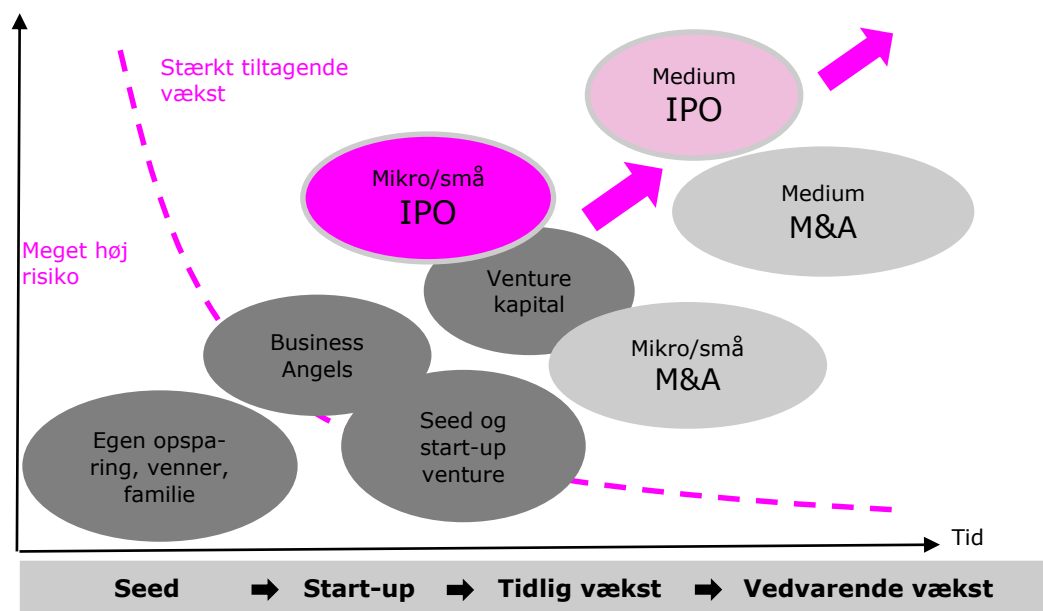 Stærkt tiltagende
vækst
Medium
IPO
Mikro/små
IPO
Medium
M&A
Meget høj
risiko
Venture
kapital
Business
Angels
Mikro/små
M&A
Egen opspa-
ring, venner,
familie
Seed og
start-up
venture
Tid
Seed
Start-up
Tidlig vækst
Vedvarende vækst